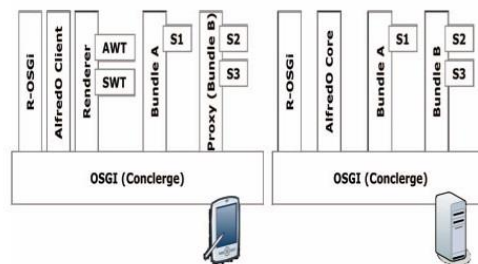 R-OSGi
AlfredO Client
Renderer
AWT
SWT
Bundle A
S1
Proxy (Bundle B)
S2
S3
OSGI (Concierge)
R-OSGi
AlfredO Core
Bundle A
S1
Bundle B
S2
S3
OSGI (Concierge)